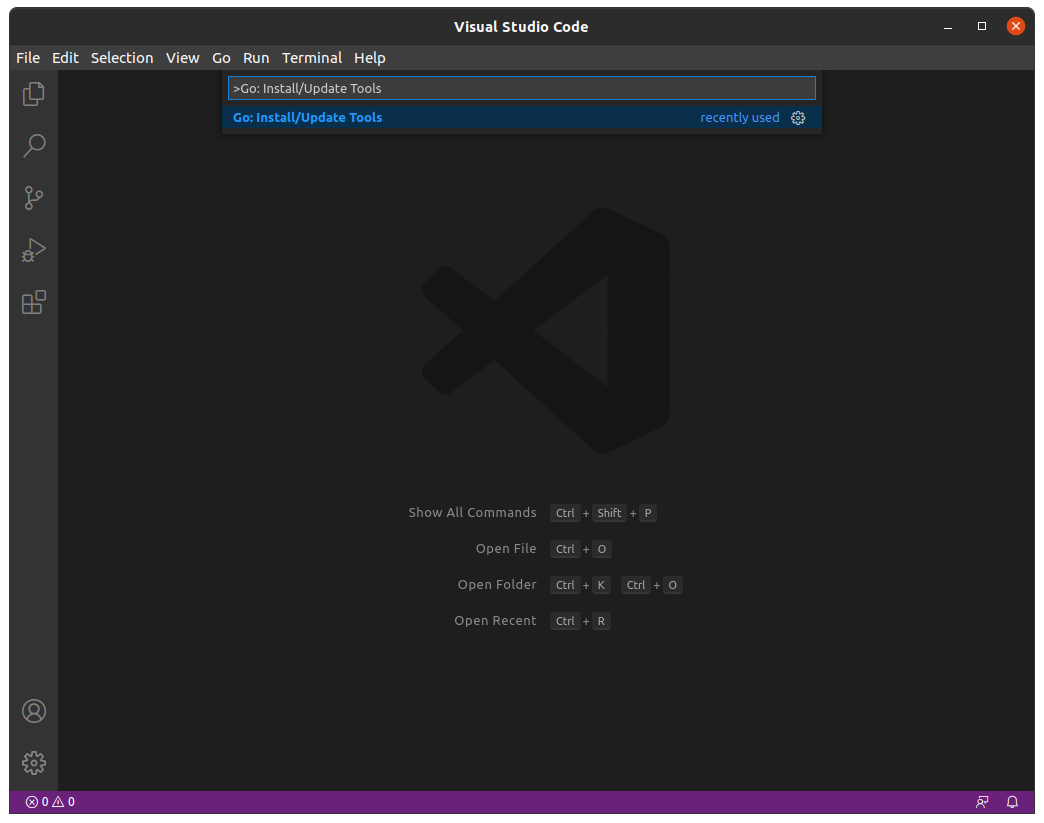 Visual Studio Code
File Edit Selection View Go Run Terminal Help
>Go: Install/Update Tools
Go: Install/Update Tools recently used
Show All Commands Ctrl + Shift + P
Open File Ctrl + O
Open Folder Ctrl + K Ctrl + O
Open Recent Ctrl + R
0 0